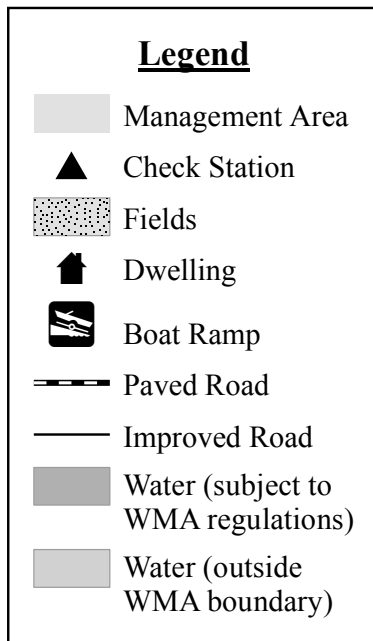 Legend
Management Area
Check Station
Fields
Dwelling
Boat Ramp
Paved Road
Improved Road
Water (subject to
WMA regulations)
Water (outside
WMA boundary)